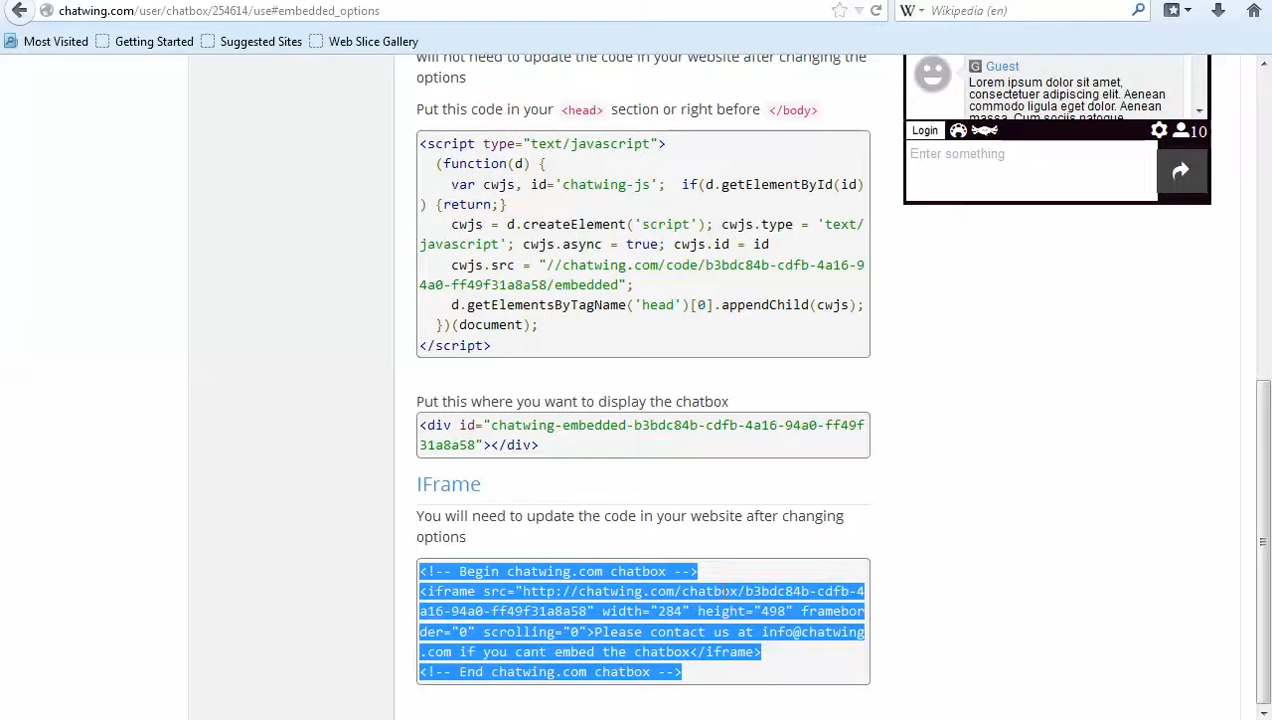 chatwing.com/user/chatbox/254614/use#embedded_options
Wikipedia (en)
Most Visited
Getting Started
Suggested Sites
Web Slice Gallery
will not need to update the code in your website after changing the
options
Put this code in your <head> section or right before </body>
<script type="text/javascript">
(function(d) {
var cwjs, id='chatwing-js';  if(d.getElementById(id)
) {return;}
cwjs = d.createElement('script'); cwjs.type = 'text/
javascript'; cwjs.async = true; cwjs.id = id
cwjs.src = "//chatwing.com/code/b3bdc84b-cdfb-4a16-9
4a0-ff49f31a8a58/embedded";
d.getElementsByTagName('head')[0].appendChild(cwjs);
})(document);
</script>
Put this where you want to display the chatbox
<div id="chatwing-embedded-b3bdc84b-cdfb-4a16-94a0-ff49f
31a8a58"></div>
IFrame
You will need to update the code in your website after changing
options
<!-- Begin chatwing.com chatbox -->
<iframe src="http://chatwing.com/chatbox/b3bdc84b-cdfb-4
a16-94a0-ff49f31a8a58" width="284" height="498" framebor
der="0" scrolling="0">Please contact us at info@chatwing
.com if you cant embed the chatbox</iframe>
<!-- End chatwing.com chatbox -->
G Guest
Lorem ipsum dolor sit amet,
consectetuer adipiscing elit. Aenean
commodo ligula eget dolor. Aenean
massa. Cum sociis natoque
Login
10
Enter something